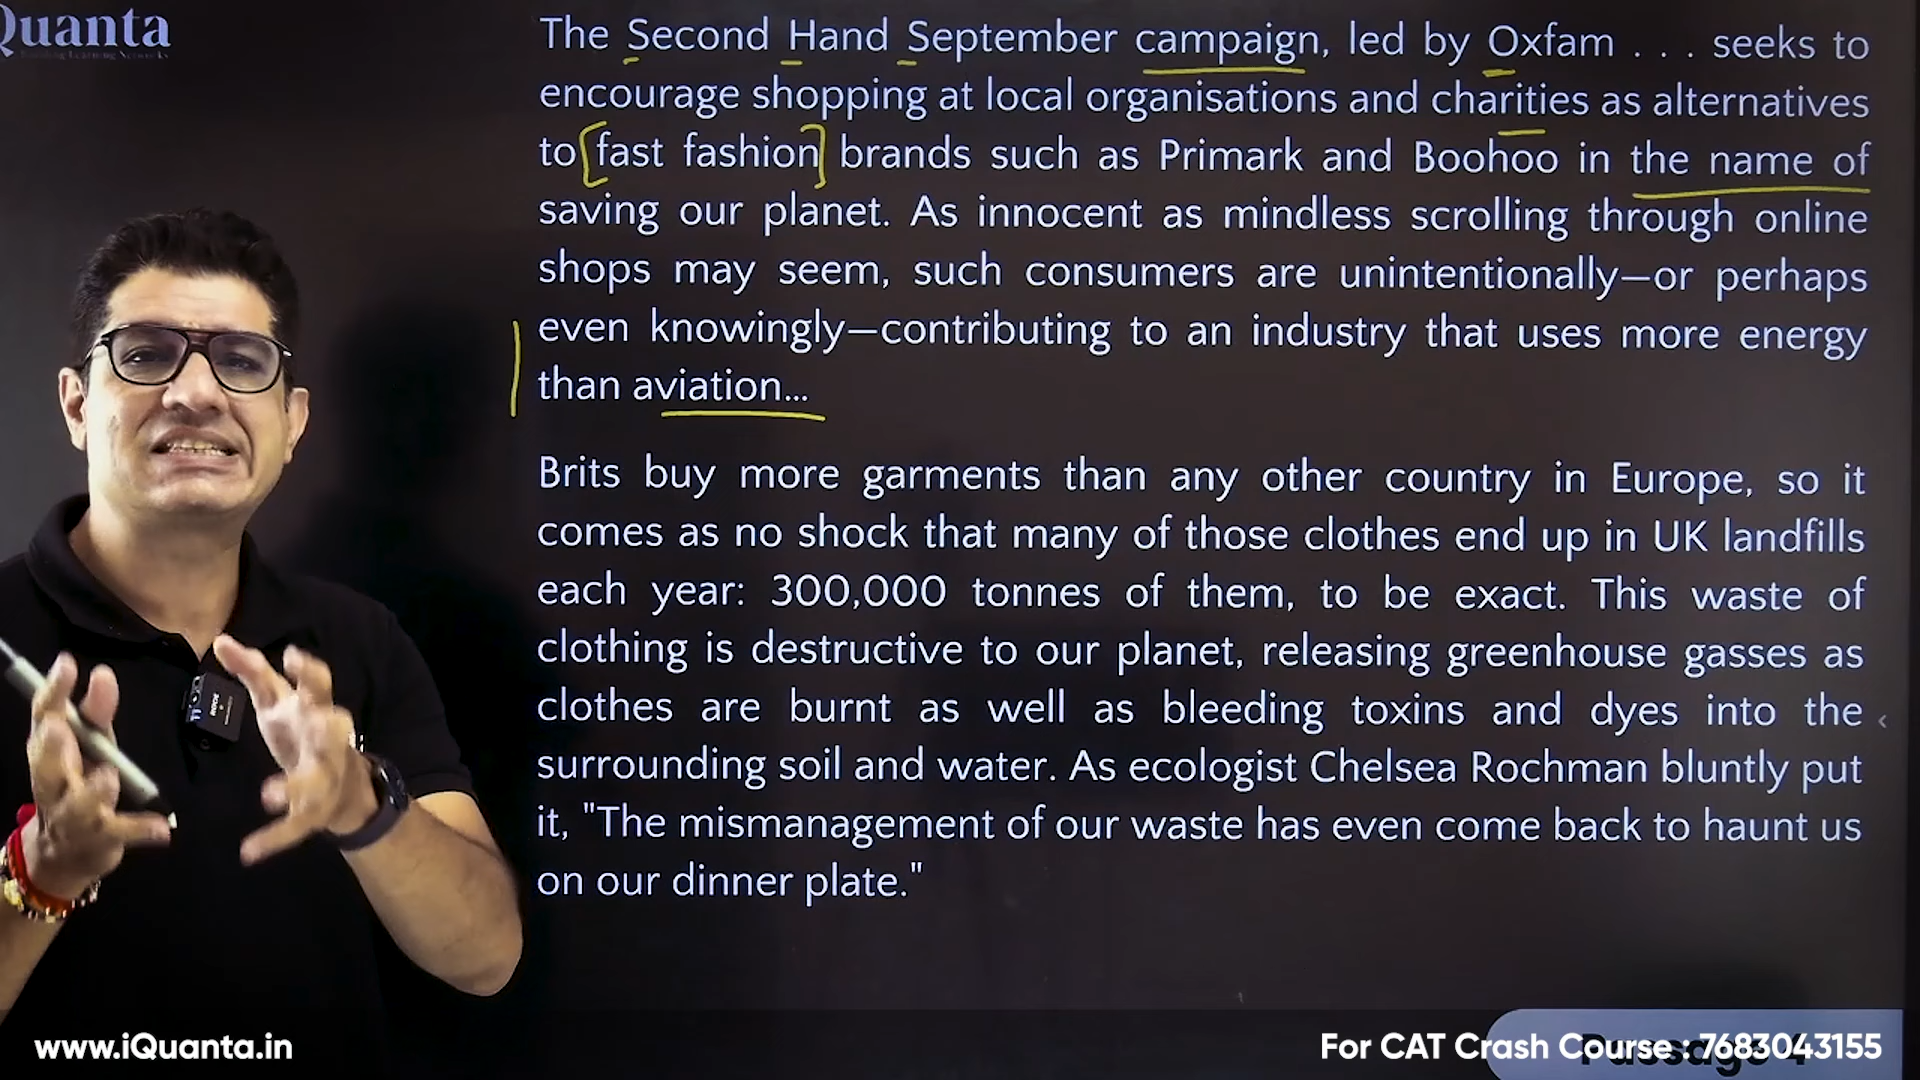 Quanta
The Second Hand September campaign, led by Oxfam . . . seeks to
encourage shopping at local organisations and charities as alternatives
to [fast fashion] brands such as Primark and Boohoo in the name of
saving our planet. As innocent as mindless scrolling through online
shops may seem, such consumers are unintentionally—or perhaps
even knowingly—contributing to an industry that uses more energy
than aviation...
Brits buy more garments than any other country in Europe, so it
comes as no shock that many of those clothes end up in UK landfills
each year: 300,000 tonnes of them, to be exact. This waste of
clothing is destructive to our planet, releasing greenhouse gasses as
clothes are burnt as well as bleeding toxins and dyes into the
surrounding soil and water. As ecologist Chelsea Rochman bluntly put
it, "The mismanagement of our waste has even come back to haunt us
on our dinner plate."
www.iQuanta.in
For CAT Crash Course : 7683043155
Passage 4